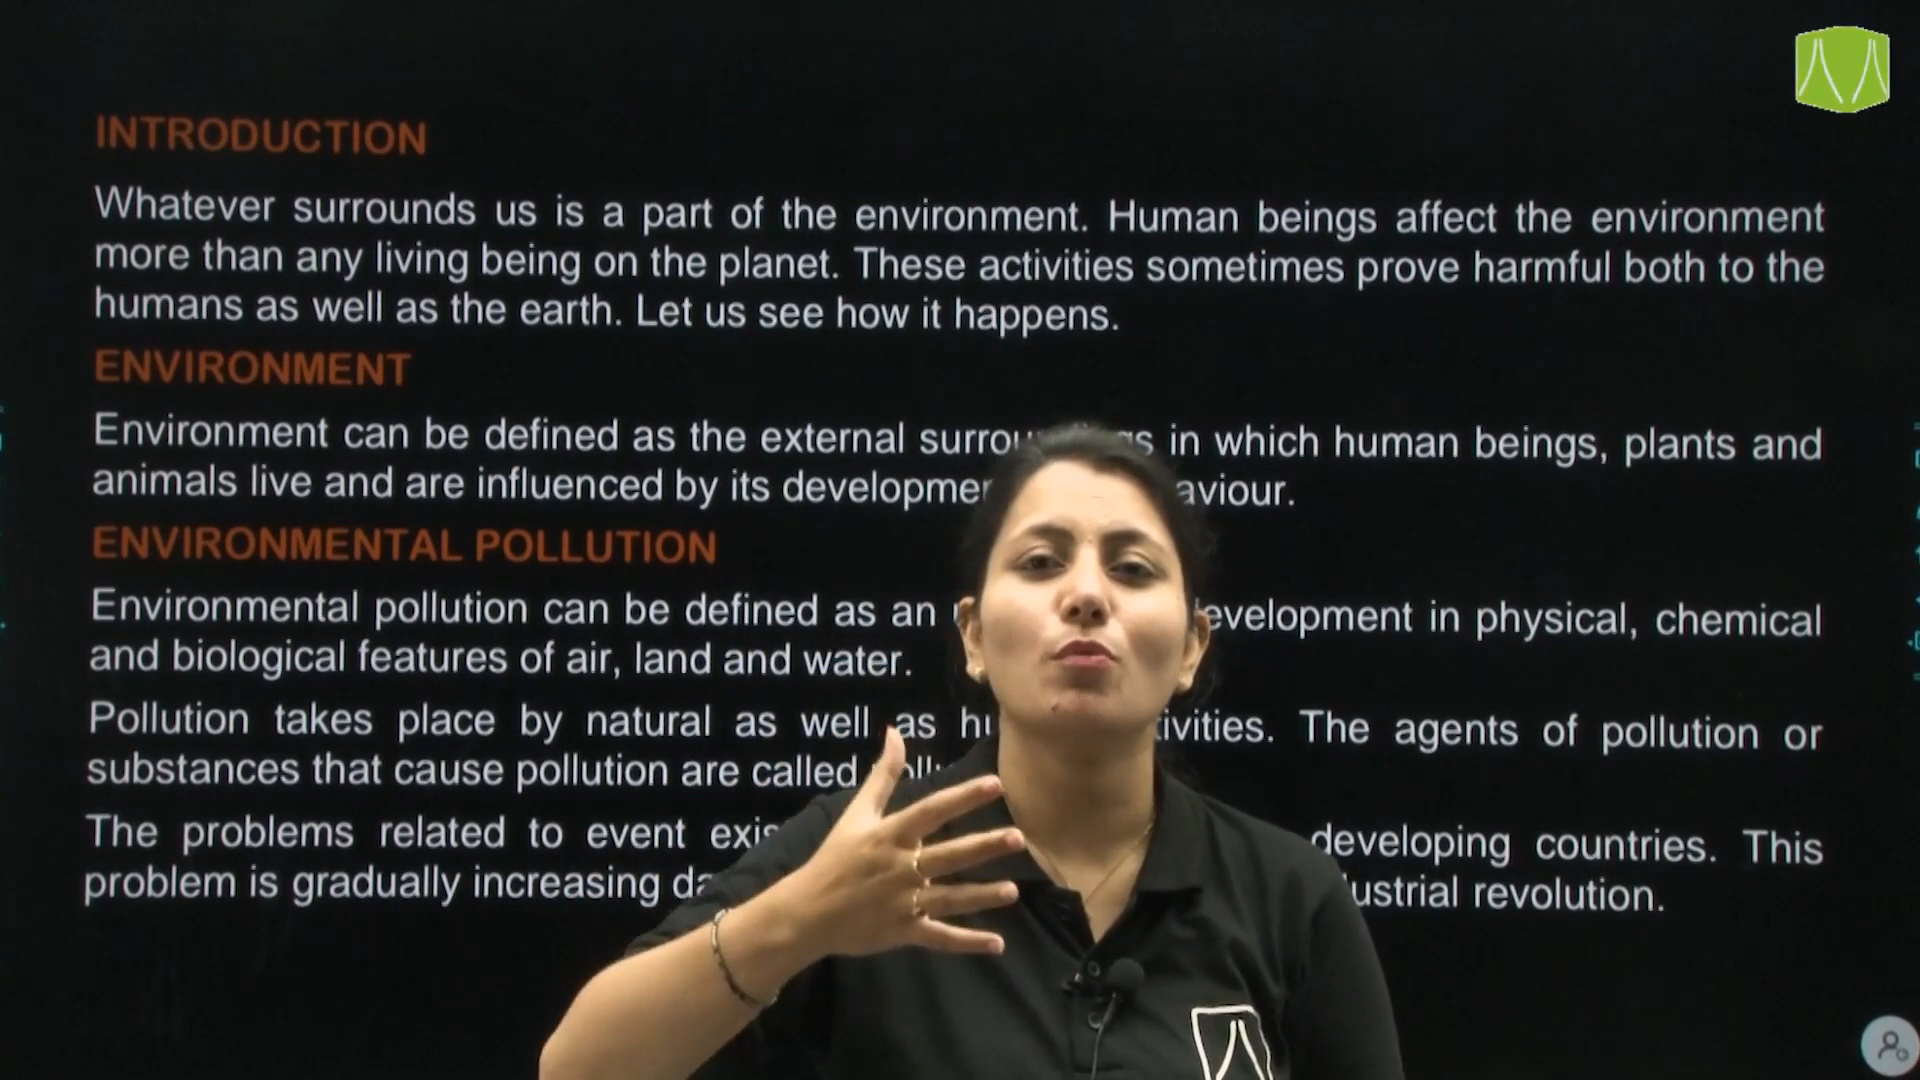 INTRODUCTION
Whatever surrounds us is a part of the environment. Human beings affect the environment
more than any living being on the planet. These activities sometimes prove harmful both to the
humans as well as the earth. Let us see how it happens.
ENVIRONMENT
Environment can be defined as the external in which human beings, plants and
animals live and are influenced by its
ENVIRONMENTAL POLLUTION
Environmental pollution can be defined as an development in physical, chemical
and biological features of air, land and water.
Pollution takes place by natural as well as The agents of pollution or
substances that cause pollution are called
The problems related to event developing countries. This
problem is gradually increasing revolution.